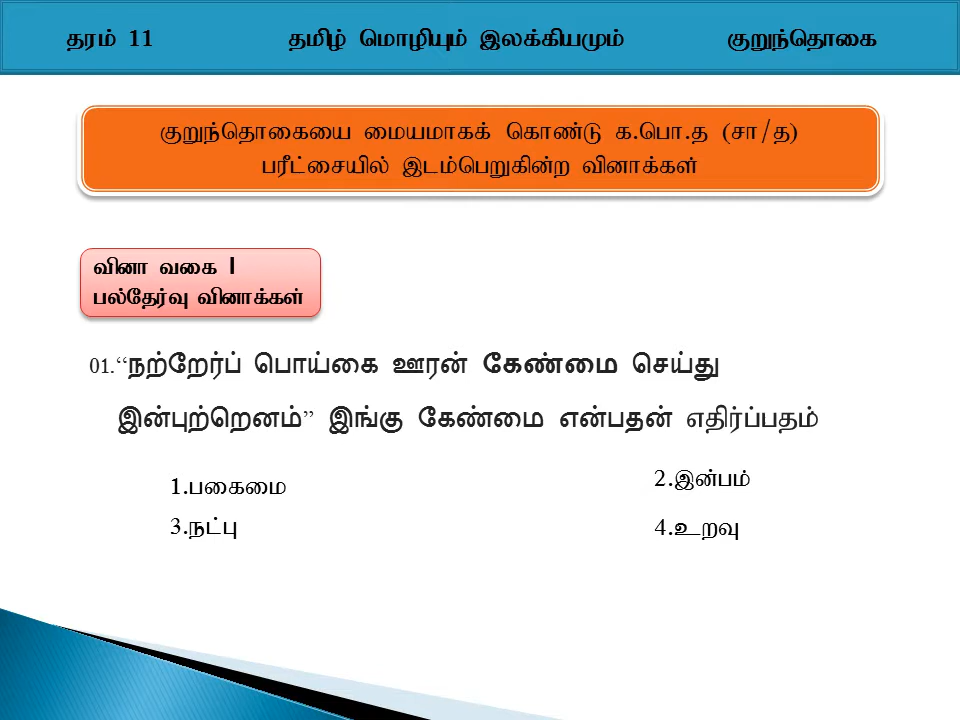 தரம் 11 தமிழ் மொழியும் இலக்கியமும் குறுந்தொகை
குறுந்தொகையை மையமாகக் கொண்டு க.பொ.த (சா/த)
பரீட்சையில் இடம்பெறுகின்ற வினாக்கள்
வினா வகை I
பல்தேர்வு வினாக்கள்
01.“நற்றேர்ப் பொய்கை ஊரன் கேண்மை செய்து
இன்புற்றெனம்” இங்கு கேண்மை என்பதன் எதிர்ப்பதம்
1.பகைமை 2.இன்பம்
3.நட்பு 4.உறவு